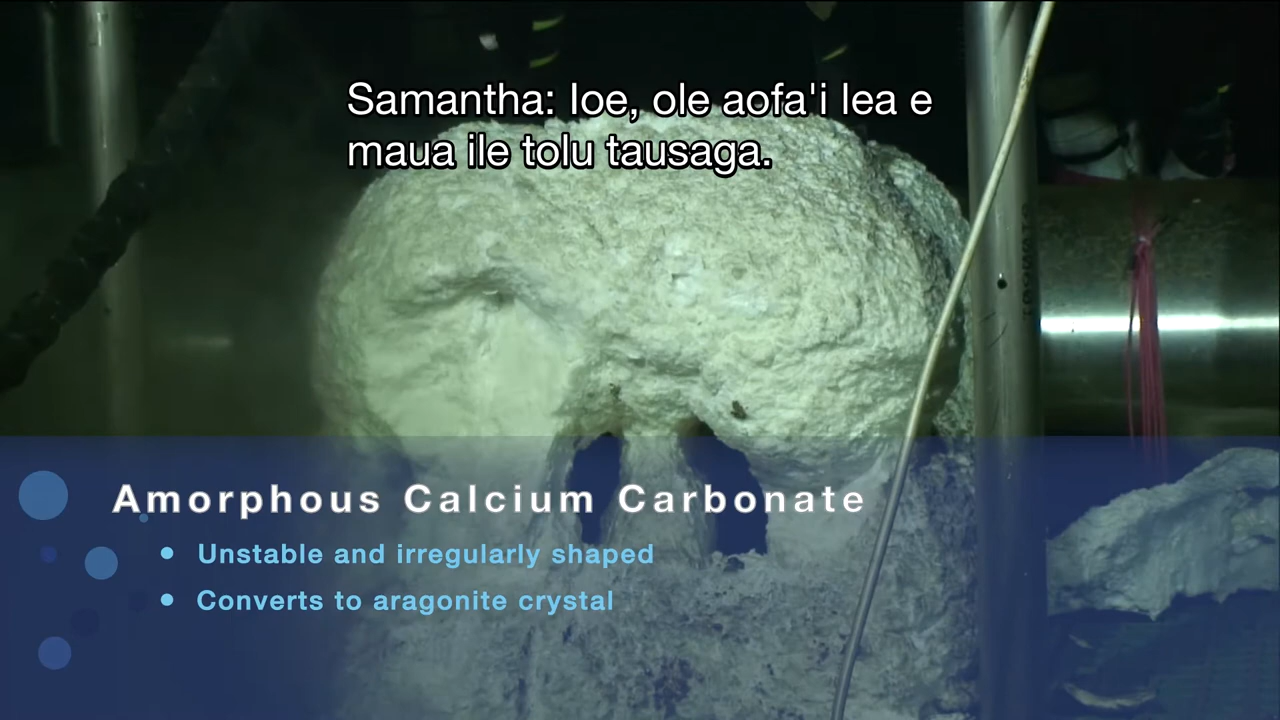 Samantha: Ioe, ole aofa'i lea e
maua ile tolu tausaga.
Amorphous Calcium Carbonate
• Unstable and irregularly shaped
• Converts to aragonite crystal